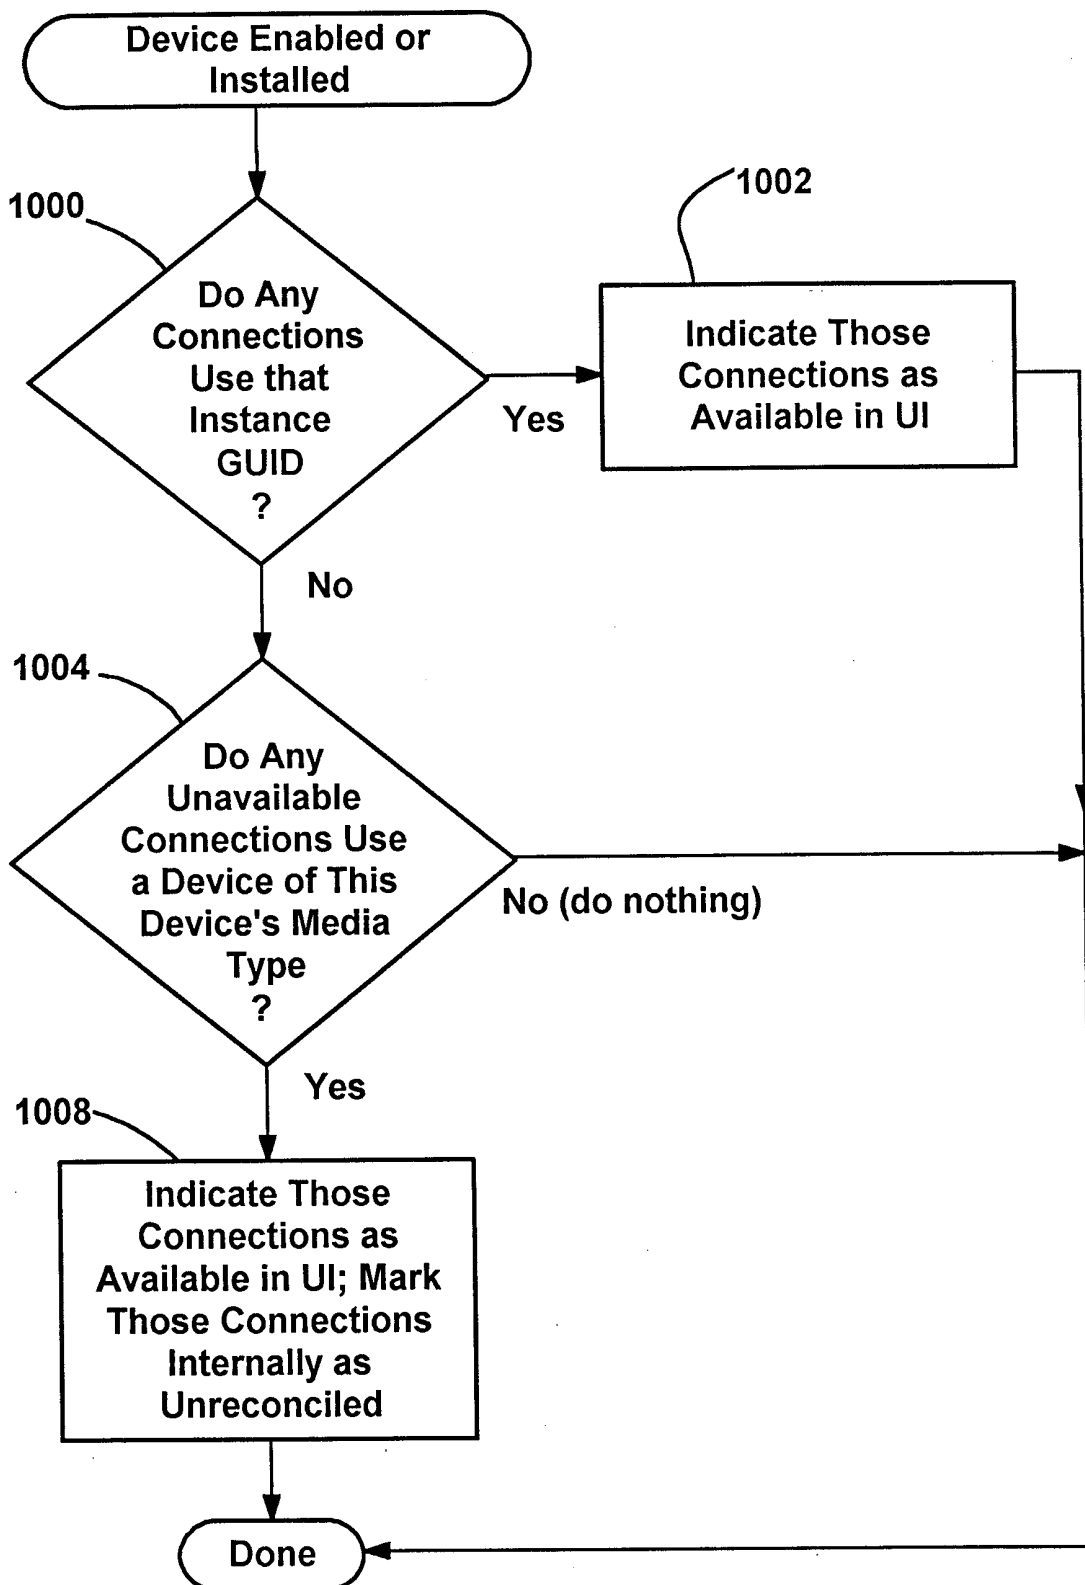 Device Enabled or
Installed
1000
1002
Do Any
Connections
Use that
Instance
GUID
?
Yes
Indicate Those
Connections as
Available in UI
No
1004
Do Any
Unavailable
Connections Use
a Device of This
Device's Media
Type
?
No (do nothing)
Yes
1008
Indicate Those
Connections as
Available in UI; Mark
Those Connections
Internally as
Unreconciled
Done